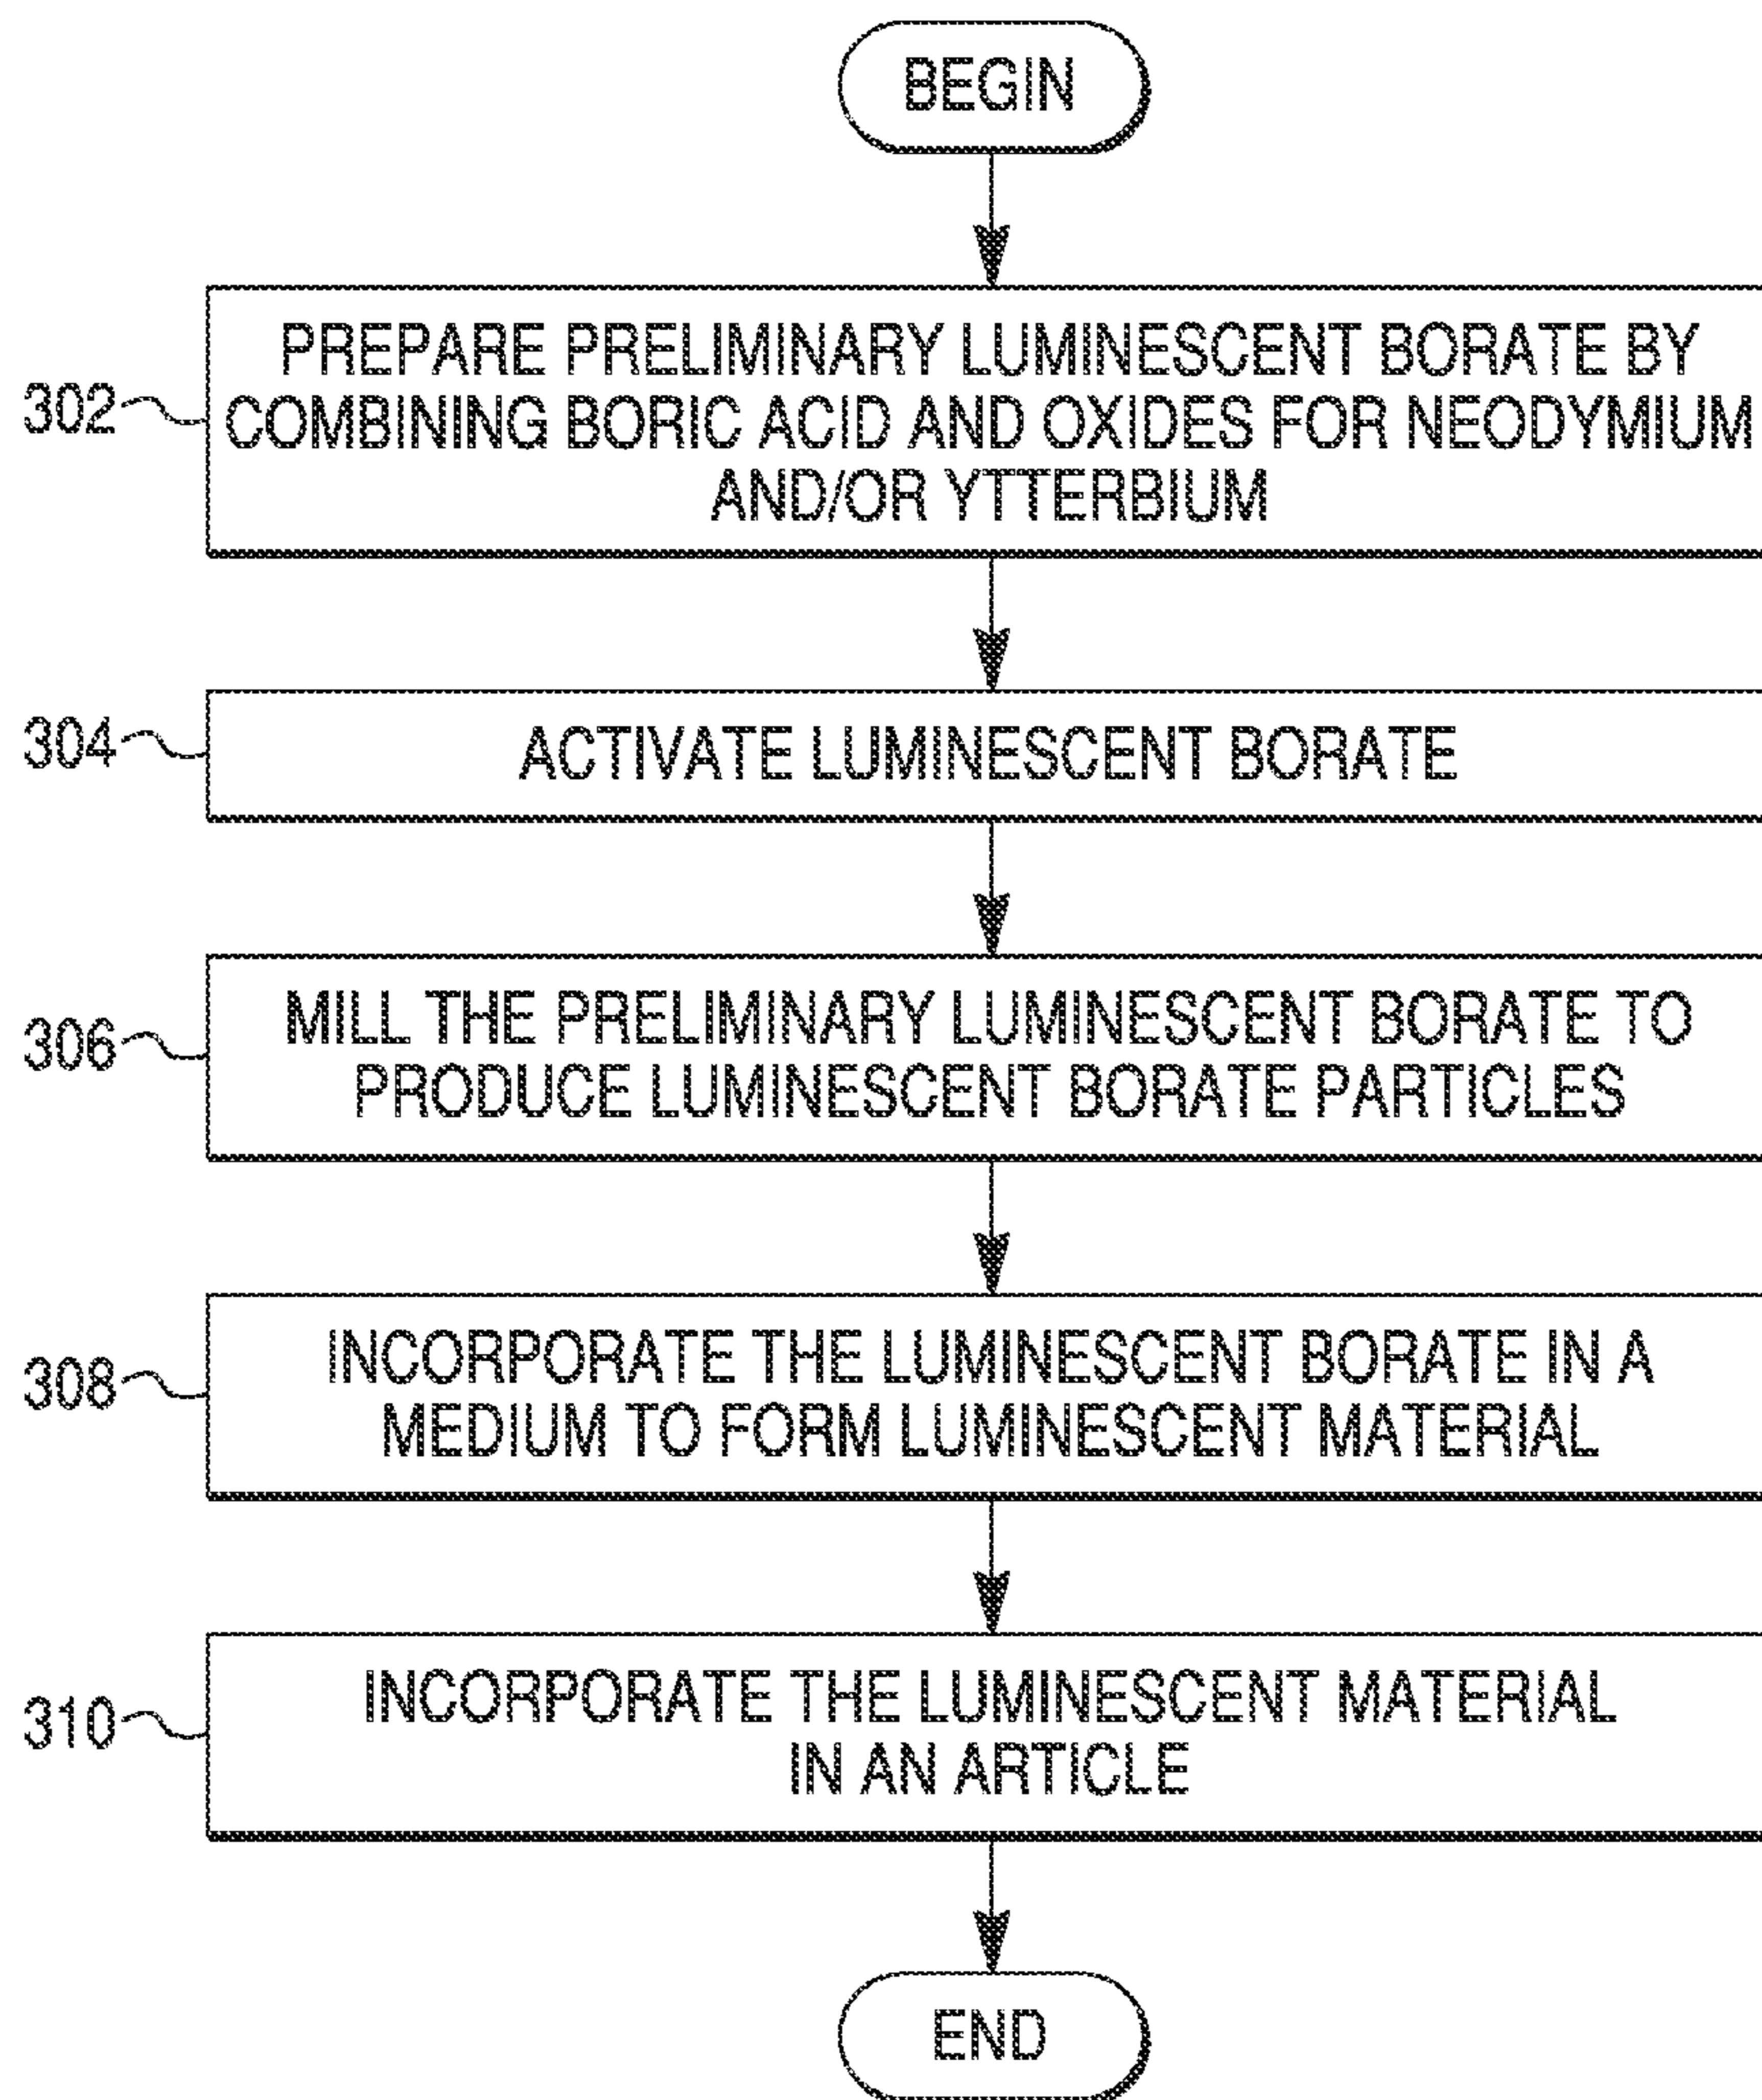 BEGIN
302
PREPARE PRELIMINARY LUMINESCENT BORATE BY
COMBINING BORIC ACID AND OXIDES FOR NEODYMIUM
AND/OR YTTERBIUM
304
ACTIVATE LUMINESCENT BORATE
306
MILL THE PRELIMINARY LUMINESCENT BORATE TO
PRODUCE LUMINESCENT BORATE PARTICLES
308
INCORPORATE THE LUMINESCENT BORATE IN A
MEDIUM TO FORM LUMINESCENT MATERIAL
310
INCORPORATE THE LUMINESCENT MATERIAL
IN AN ARTICLE
END